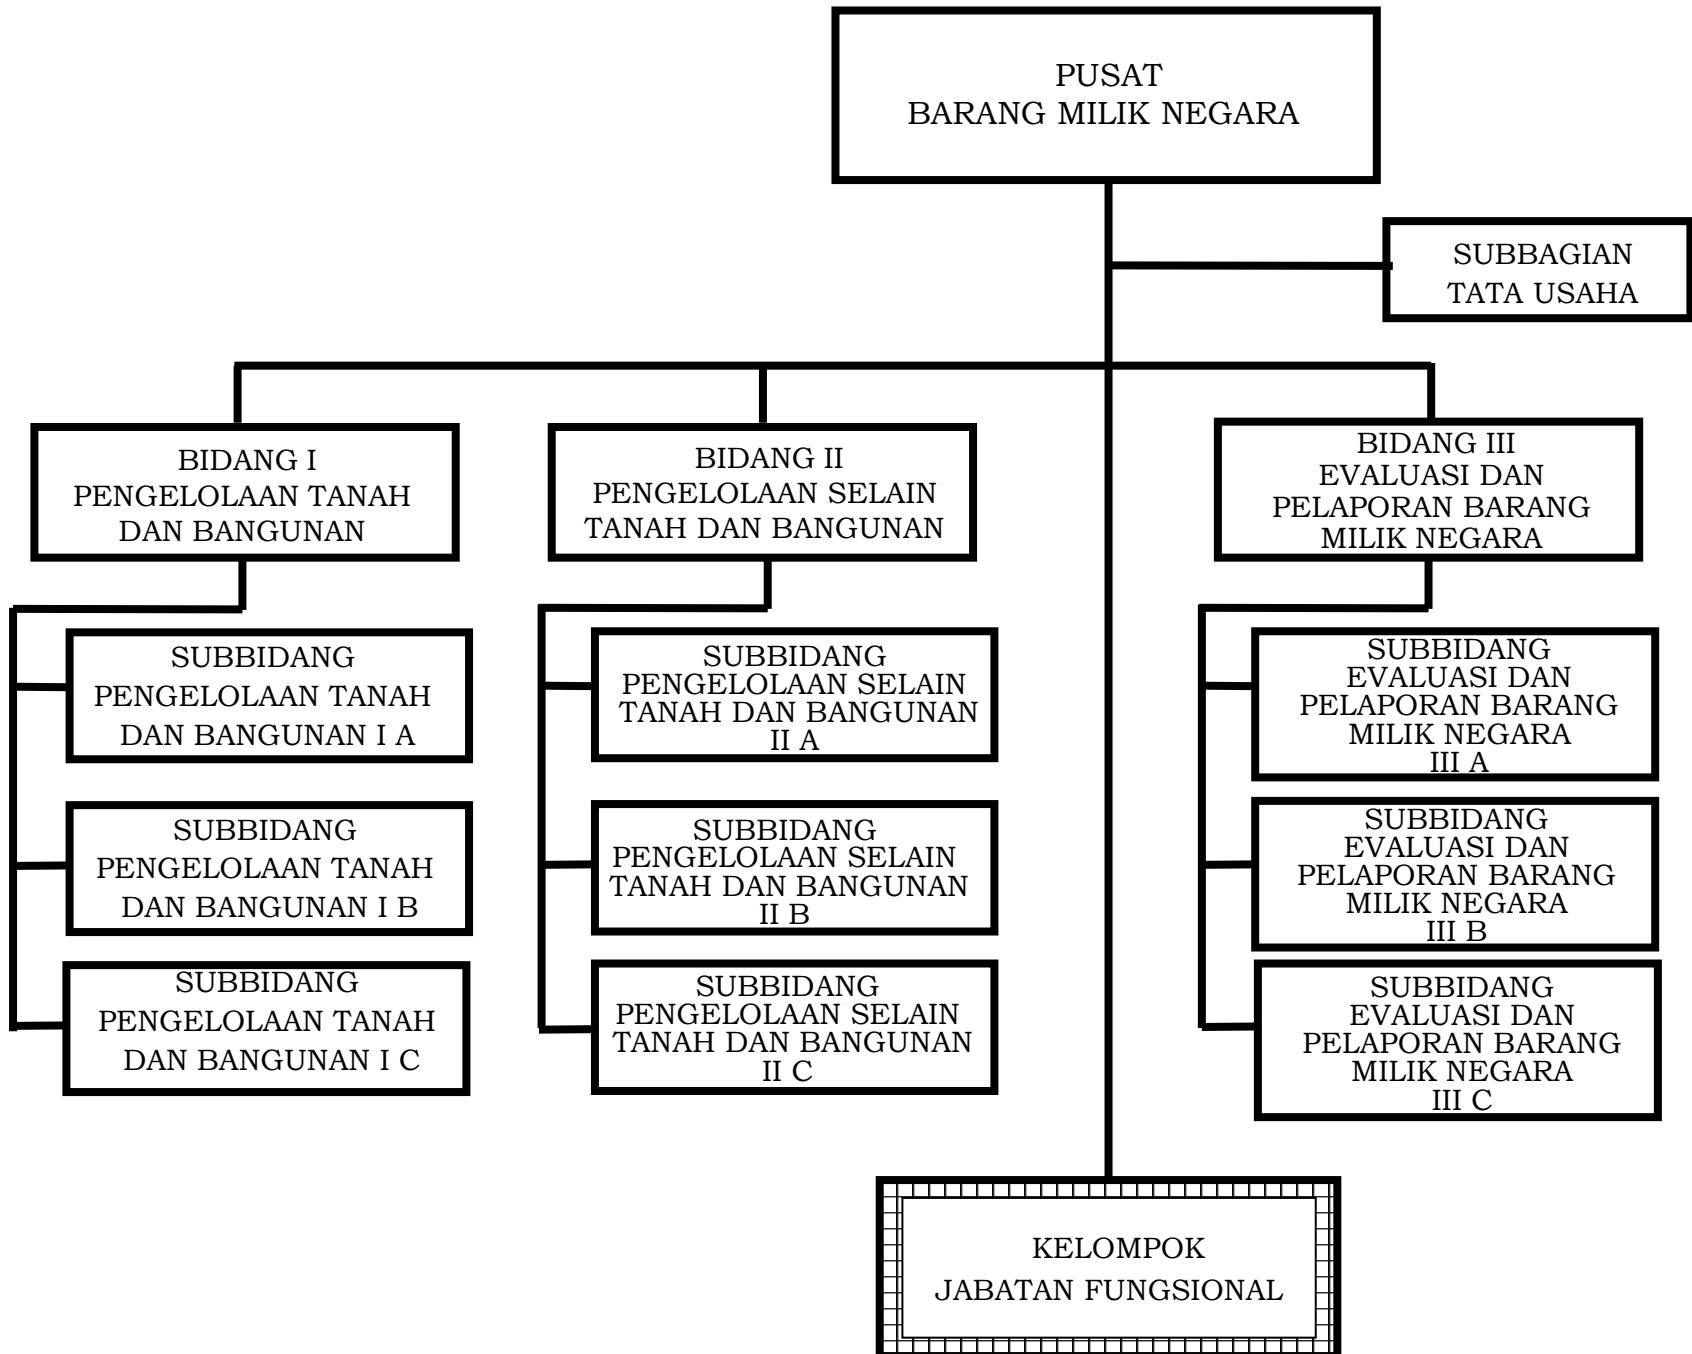 PUSAT
BARANG MILIK NEGARA
SUBBAGIAN
TATA USAHA
BIDANG I
PENGELOLAAN TANAH
DAN BANGUNAN
BIDANG II
PENGELOLAAN SELAIN
TANAH DAN BANGUNAN
BIDANG III
EVALUASI DAN
PELAPORAN BARANG
MILIK NEGARA
SUBBIDANG
PENGELOLAAN TANAH
DAN BANGUNAN I A
SUBBIDANG
PENGELOLAAN SELAIN
TANAH DAN BANGUNAN
II A
SUBBIDANG
EVALUASI DAN
PELAPORAN BARANG
MILIK NEGARA
III A
SUBBIDANG
PENGELOLAAN TANAH
DAN BANGUNAN I B
SUBBIDANG
PENGELOLAAN SELAIN
TANAH DAN BANGUNAN
II B
SUBBIDANG
EVALUASI DAN
PELAPORAN BARANG
MILIK NEGARA
III B
SUBBIDANG
PENGELOLAAN TANAH
DAN BANGUNAN I C
SUBBIDANG
PENGELOLAAN SELAIN
TANAH DAN BANGUNAN
II C
SUBBIDANG
EVALUASI DAN
PELAPORAN BARANG
MILIK NEGARA
III C
KELOMPOK
JABATAN FUNGSIONAL